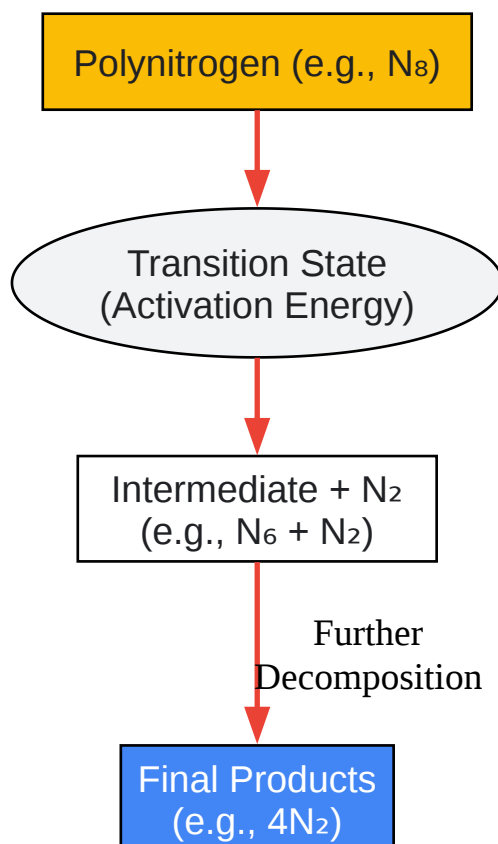 Polynitrogen (e.g., N₈)
Transition State
(Activation Energy)
Intermediate + N₂
(e.g., N₆ + N₂)
Further
Decomposition
Final Products
(e.g., 4N₂)